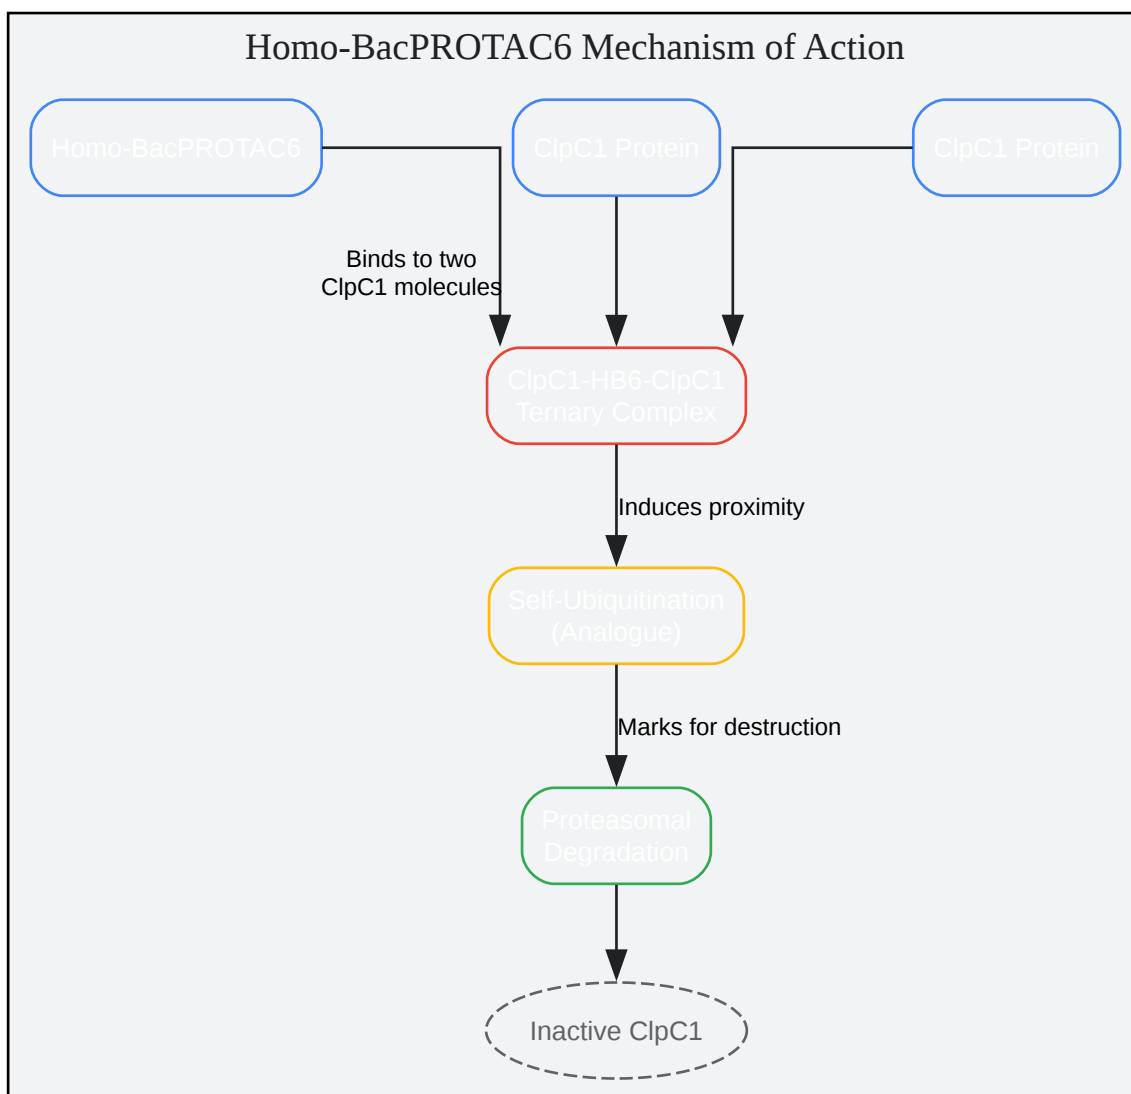 Homo-BacPROTAC6 Mechanism of Action
Homo-BacPROTAC6
ClpC1 Protein
ClpC1 Protein
Binds to two
ClpC1 molecules
ClpC1-HB6-ClpC1
Ternary Complex
Induces proximity
Self-Ubiquitination
(Analogue)
Marks for destruction
Proteasomal
Degradation
Inactive ClpC1